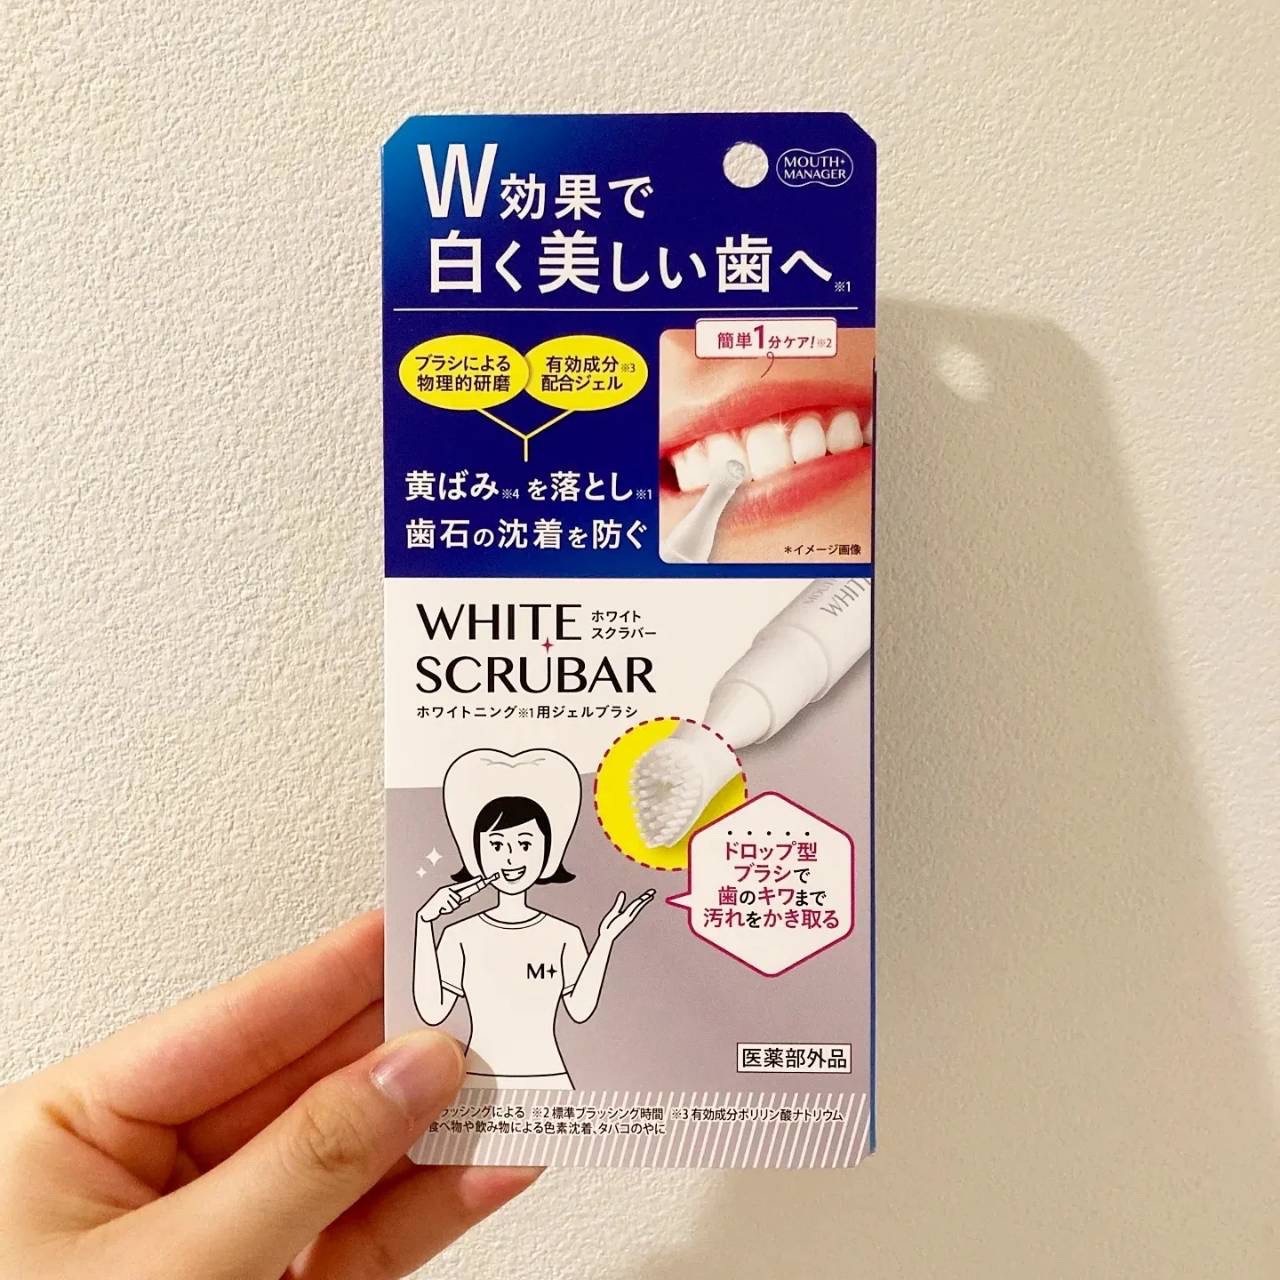 W効果で
白く美しい歯へ※1
MOUTH+
MANAGER
簡単1分ケア!※2
ブラシによる
物理的研磨
有効成分※3
配合ジェル
黄ばみ※4を落とし※1
歯石の沈着を防ぐ
*イメージ画像
WHITE
SCRUBAR
ホワイト
スクラバー
ホワイトニング※1用ジェルブラシ
WHIT
ドロップ型
ブラシで
歯のキワまで
汚れをかき取る
M+
医薬部外品
ラッシングによる ※2 標準ブラッシング時間 ※3 有効成分ポリリン酸ナトリウム
食べ物や飲み物による色素沈着、タバコのやに